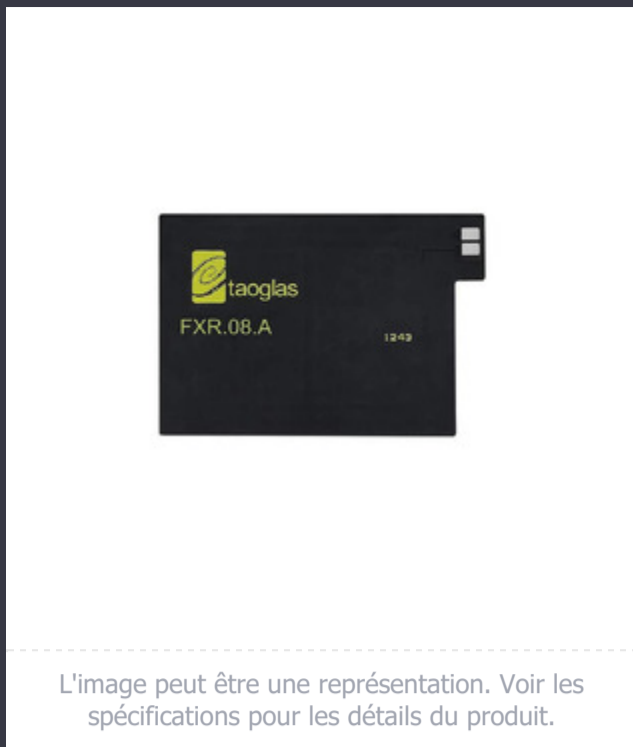 taoglas
FXR.08.A
1243
L'image peut être une représentation. Voir les
spécifications pour les détails du produit.